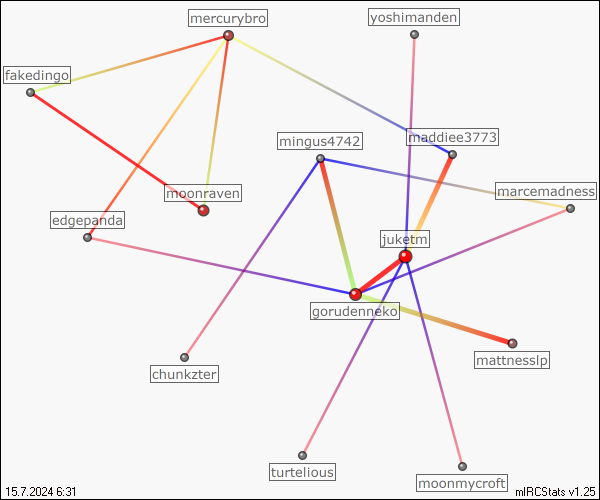 mercurybro
yoshimanden
fakedingo
mingus4742
maddiee3773
moonraven
marcemadness
edgepanda
juketm
gorudenneko
mattnesslp
chunkzter
turtelious
moonmycroft
15.7.2024 6:31
mIRCStats v1.25